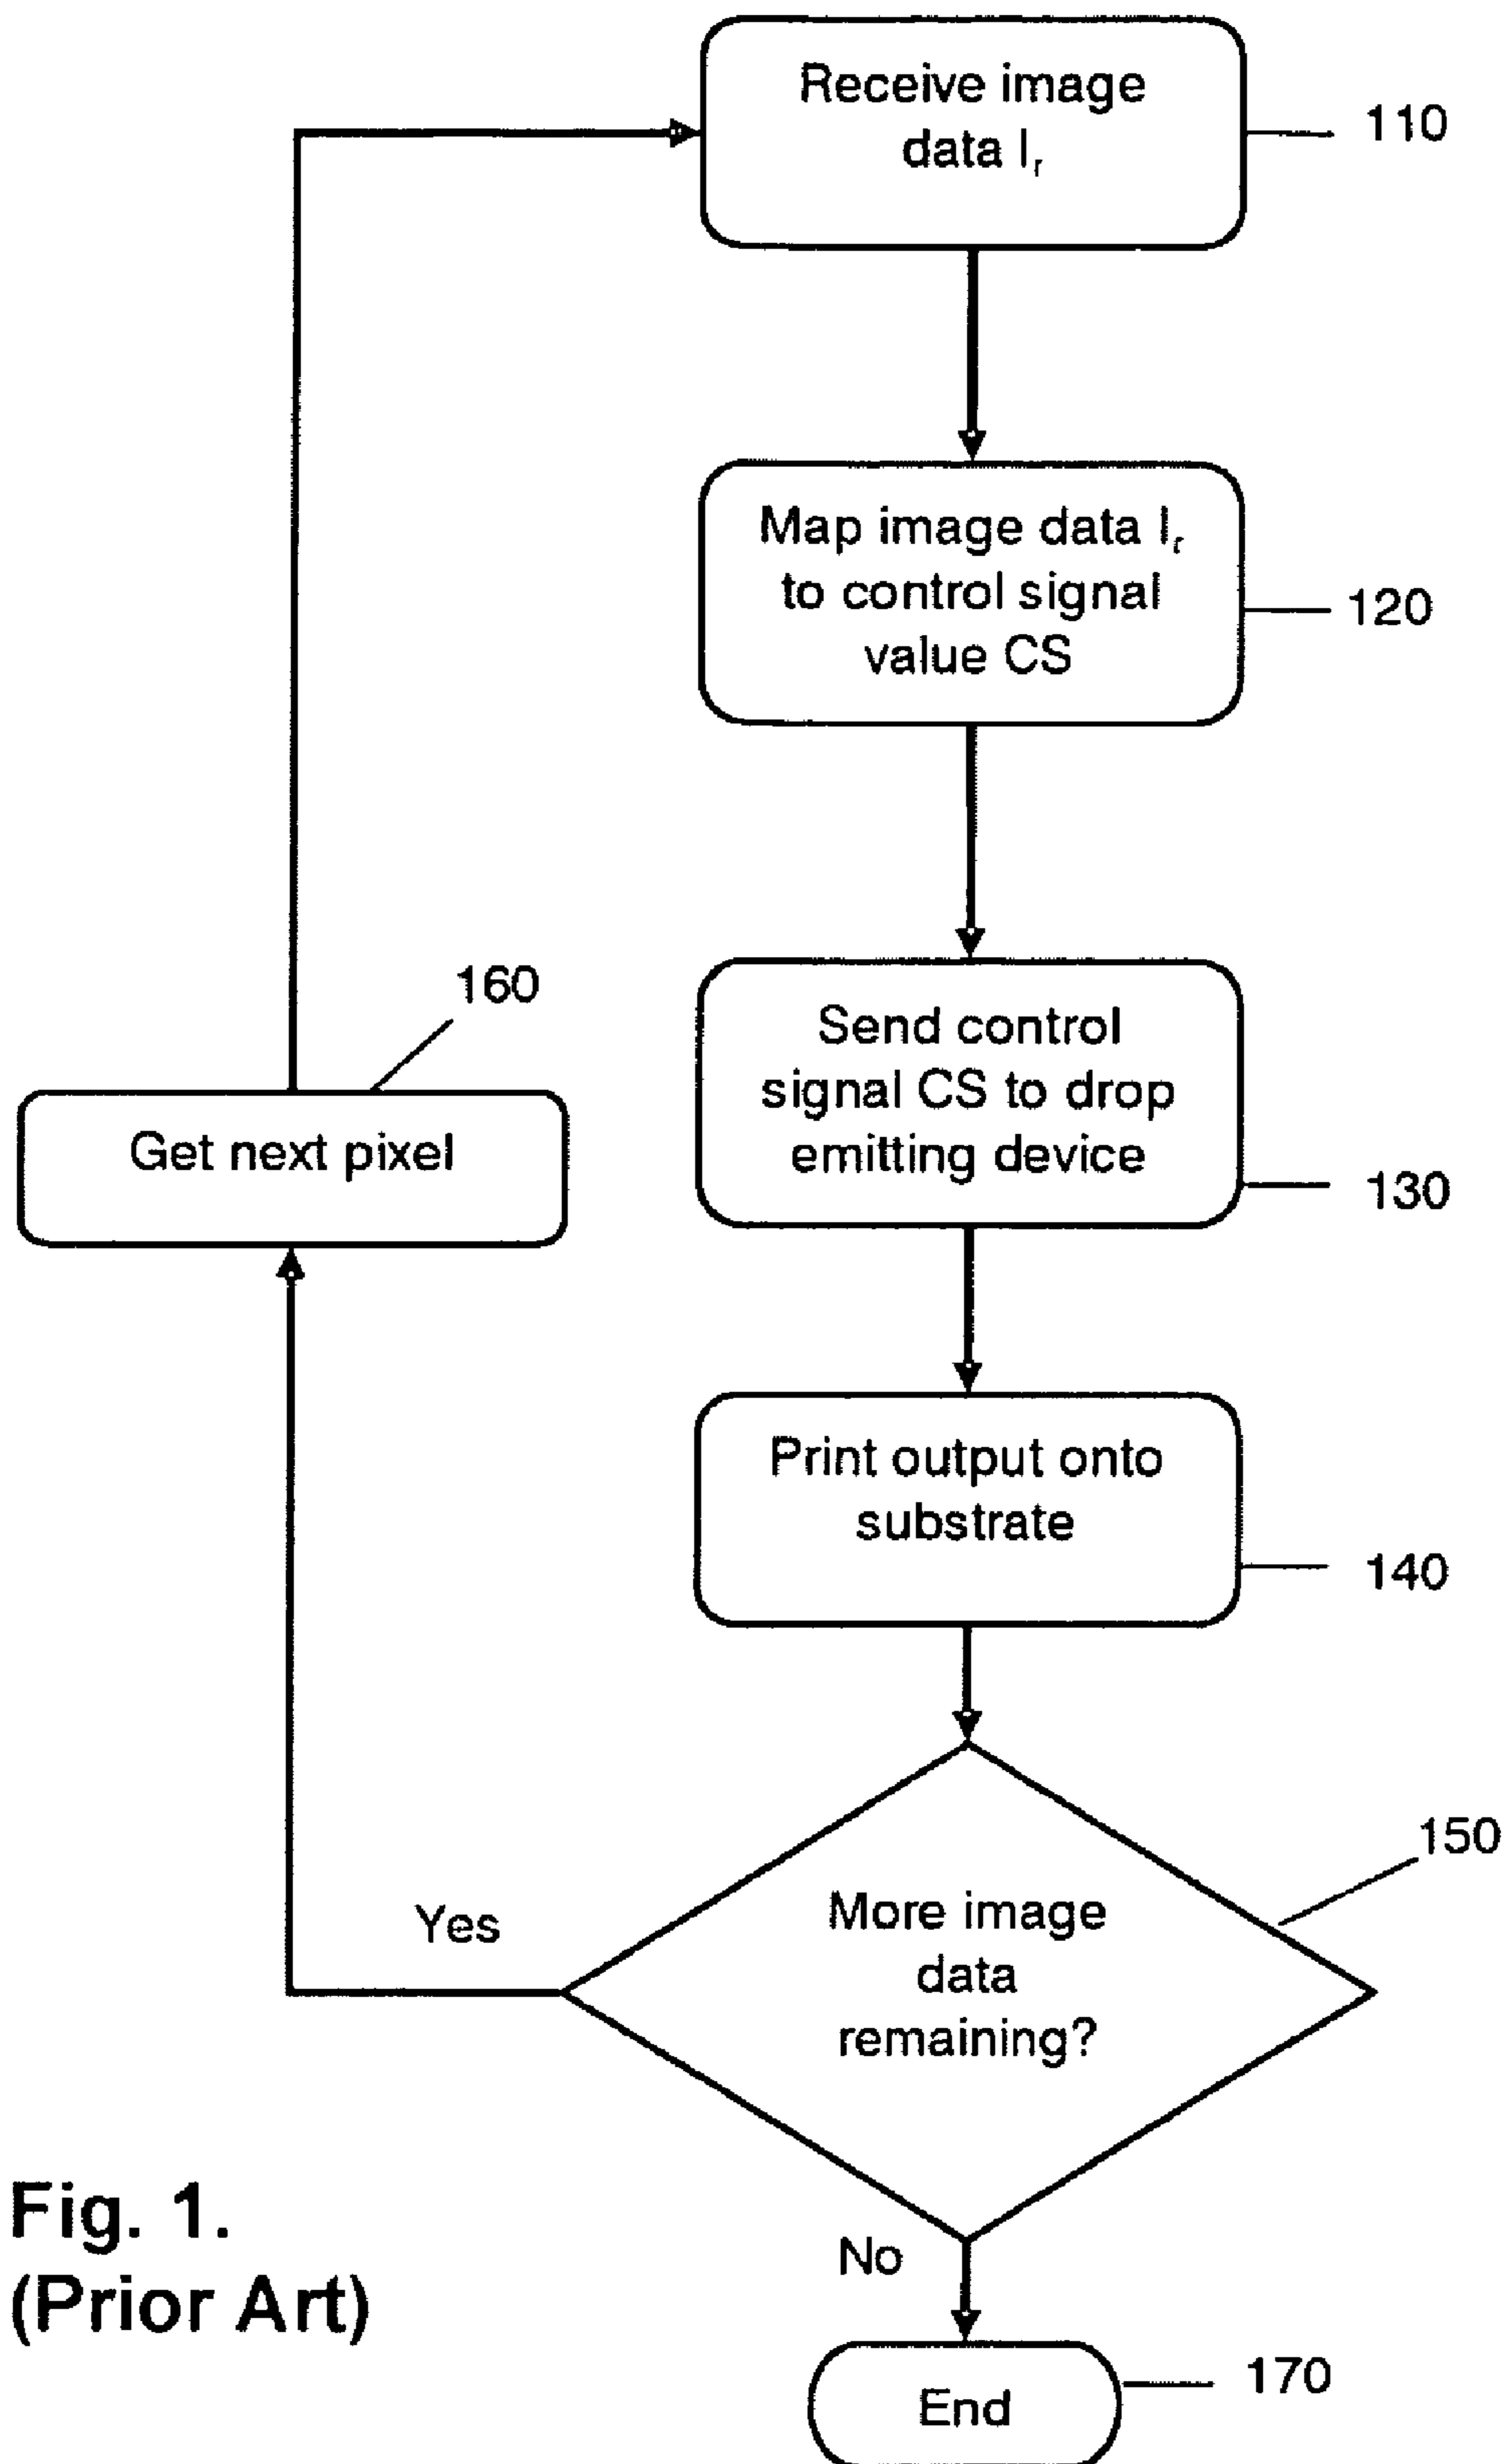 Receive image
data Iᵣ
110
Map image data Iᵣ
to control signal
value CS
120
Send control
signal CS to drop
emitting device
130
160
Get next pixel
Print output onto
substrate
140
150
More image
data
remaining?
Yes
No
End
170
Fig. 1.
(Prior Art)